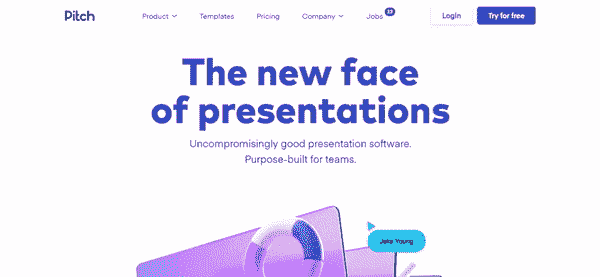 Pitch Product Templates Pricing Company Jobs 22 Login Try for free
The new face
of presentations
Uncompromisingly good presentation software.
Purpose-built for teams.
Jake Young